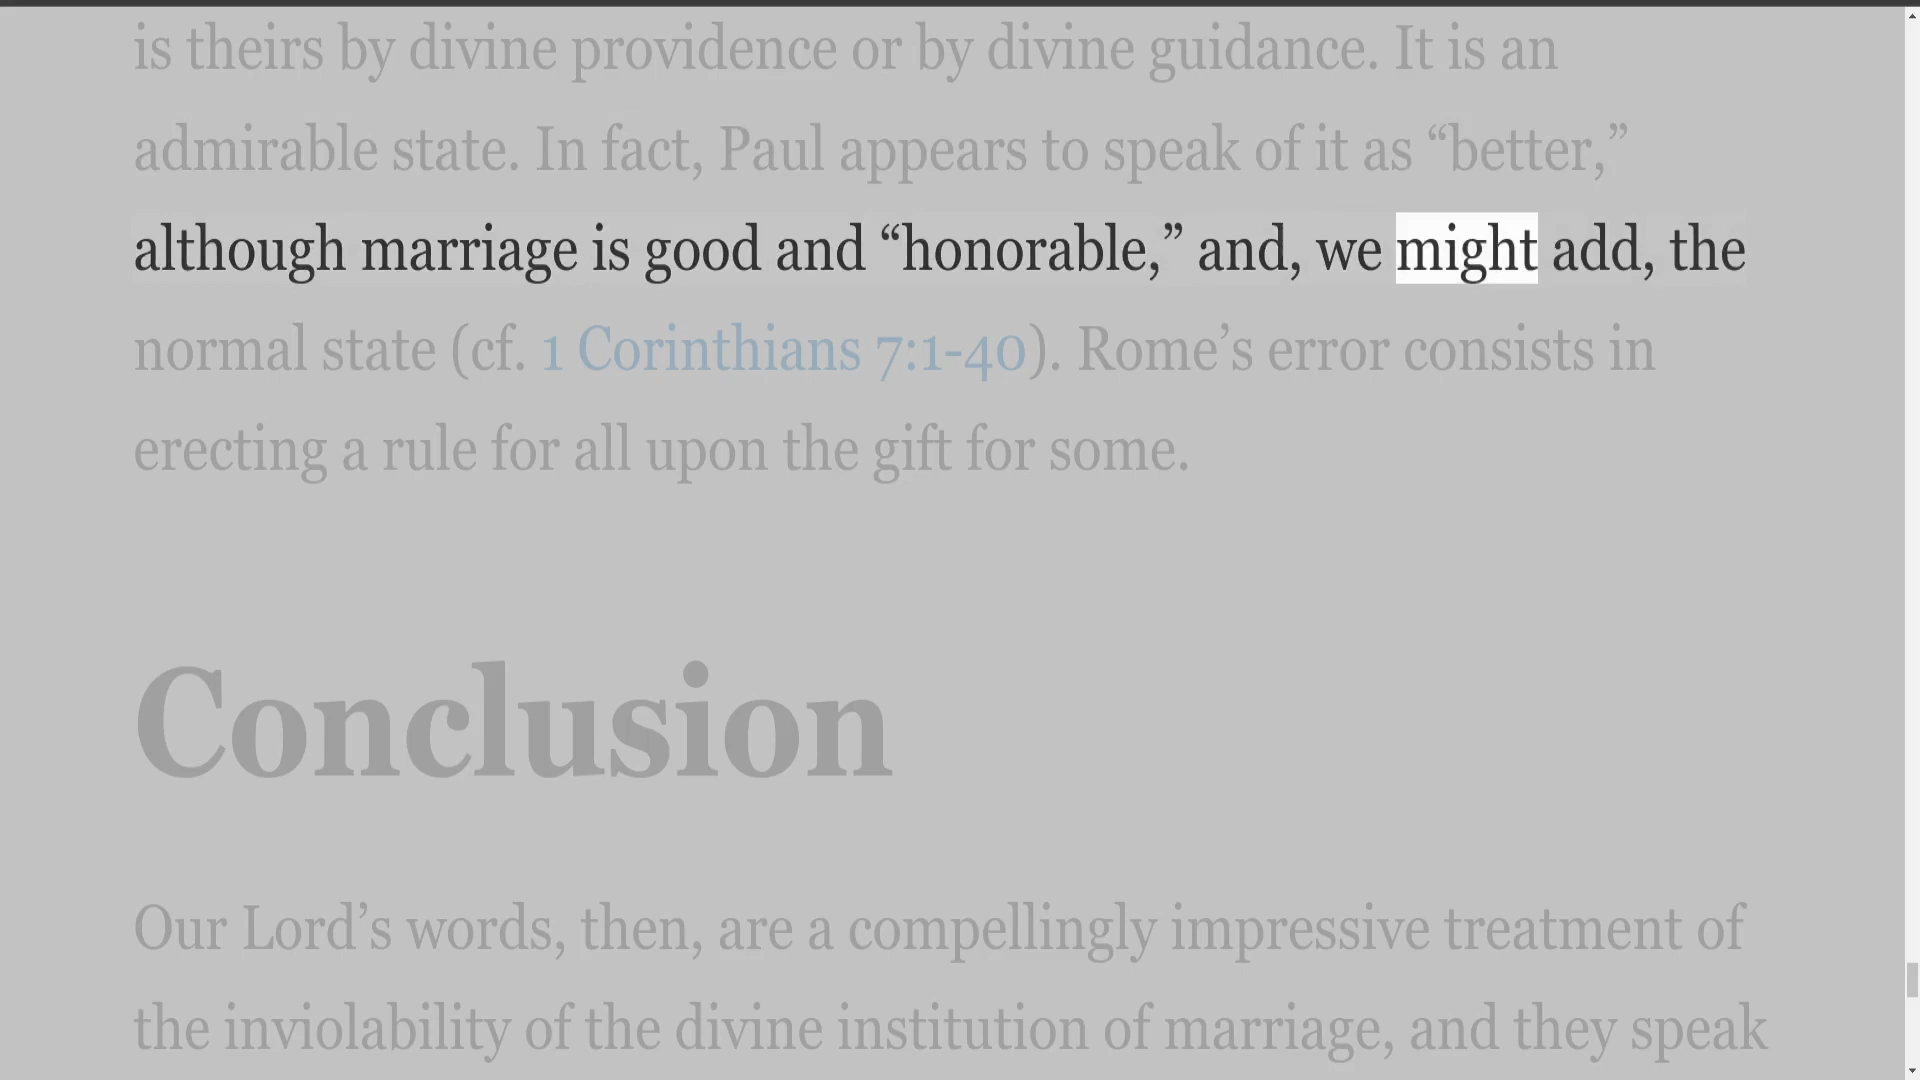 is theirs by divine providence or by divine guidance. It is an
admirable state. In fact, Paul appears to speak of it as “better,”
although marriage is good and “honorable,” and, we might add, the
normal state (cf. 1 Corinthians 7:1-40). Rome’s error consists in
erecting a rule for all upon the gift for some.
Conclusion
Our Lord’s words, then, are a compellingly impressive treatment of
the inviolability of the divine institution of marriage, and they speak